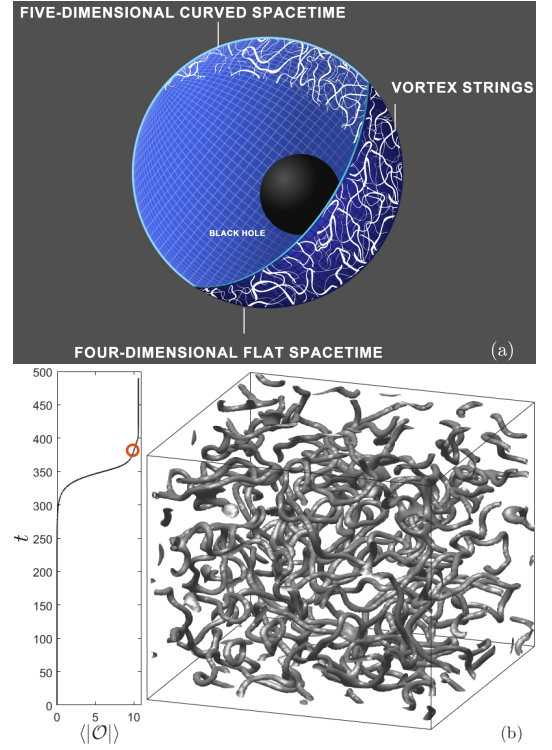 FIVE-DIMENSIONAL CURVED SPACETIME
VORTEX STRINGS
BLACK HOLE
FOUR-DIMENSIONAL FLAT SPACETIME
(a)
500
450
400
350
300
250
200
150
100
50
0
t
0 5 10
⟨|𝒪|⟩
(b)